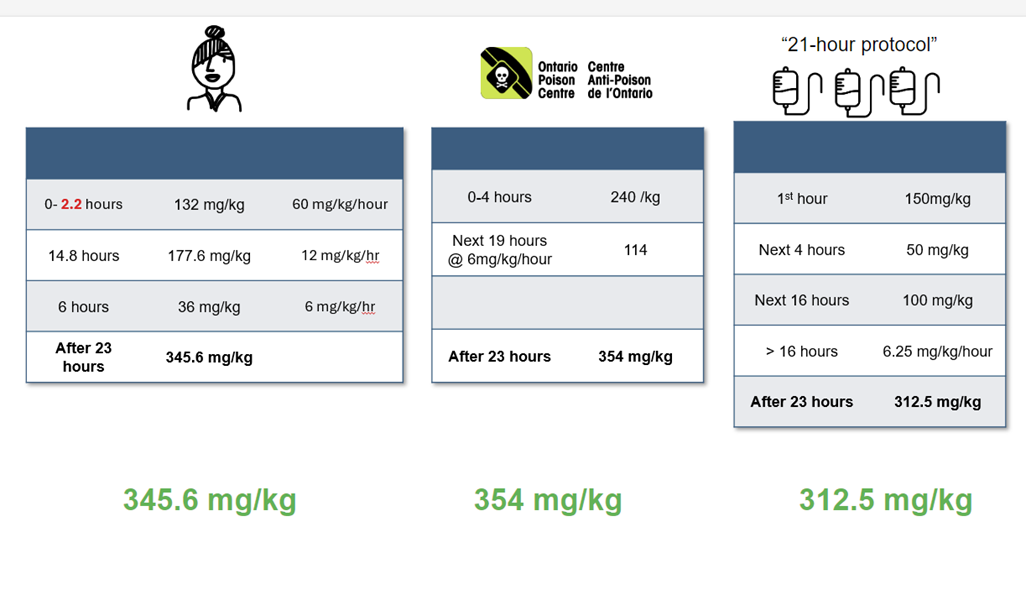 “21-hour protocol”
Ontario Centre
Poison Anti-Poison
Centre de l’Ontario
0- 2.2 hours 132 mg/kg 60 mg/kg/hour
14.8 hours 177.6 mg/kg 12 mg/kg/hr
6 hours 36 mg/kg 6 mg/kg/hr
After 23
hours 345.6 mg/kg
0-4 hours 240 /kg
Next 19 hours
@ 6mg/kg/hour 114
After 23 hours 354 mg/kg
1st hour 150mg/kg
Next 4 hours 50 mg/kg
Next 16 hours 100 mg/kg
> 16 hours 6.25 mg/kg/hour
After 23 hours 312.5 mg/kg
345.6 mg/kg
354 mg/kg
312.5 mg/kg